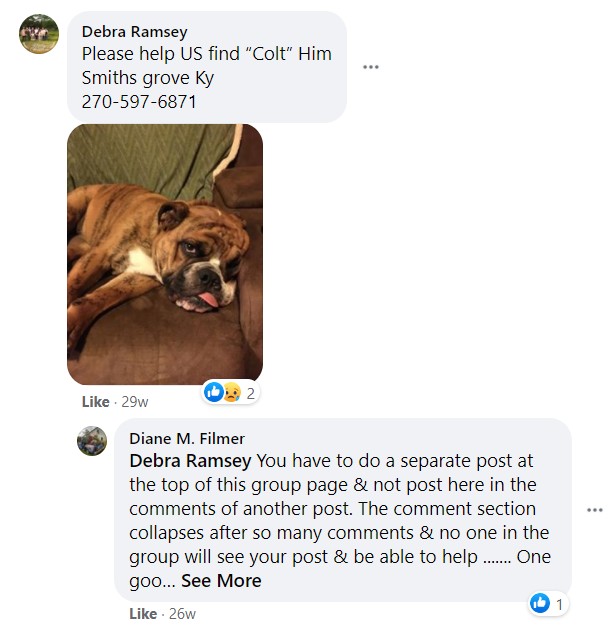 Debra Ramsey
Please help US find “Colt” Him
Smiths grove Ky
270-597-6871
Like · 29w
2
Diane M. Filmer
Debra Ramsey You have to do a separate post at
the top of this group page & not post here in the
comments of another post. The comment section
collapses after so many comments & no one in the
group will see your post & be able to help ....... One
goo... See More
1
Like · 26w